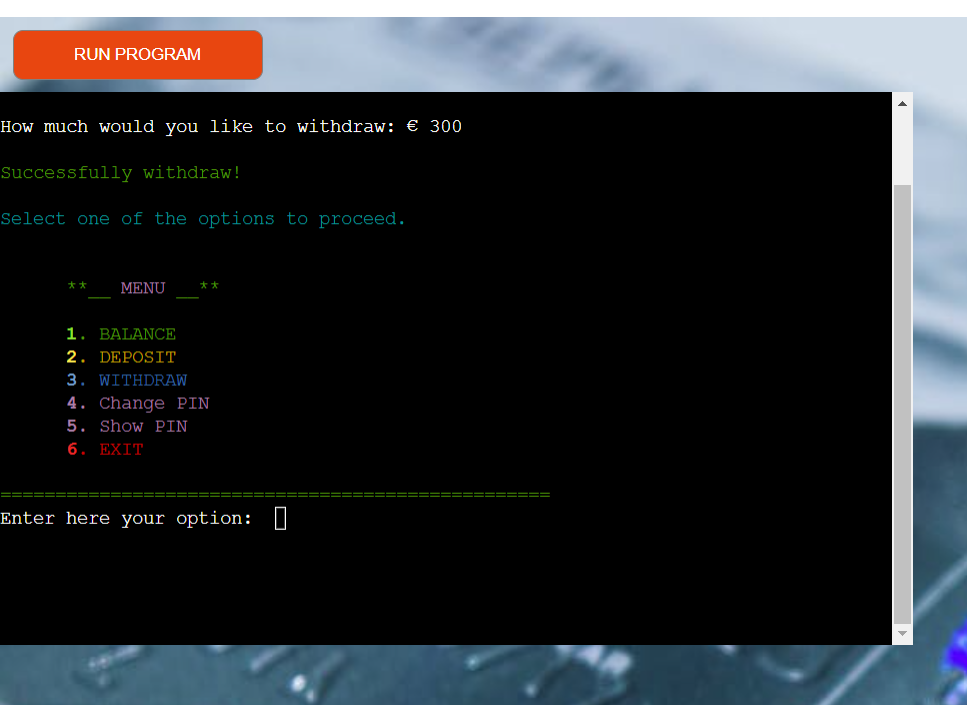 RUN PROGRAM
How much would you like to withdraw: € 300
Successfully withdraw!
Select one of the options to proceed.
**__ MENU __**
1. BALANCE
2. DEPOSIT
3. WITHDRAW
4. Change PIN
5. Show PIN
6. EXIT
==================================================
Enter here your option: